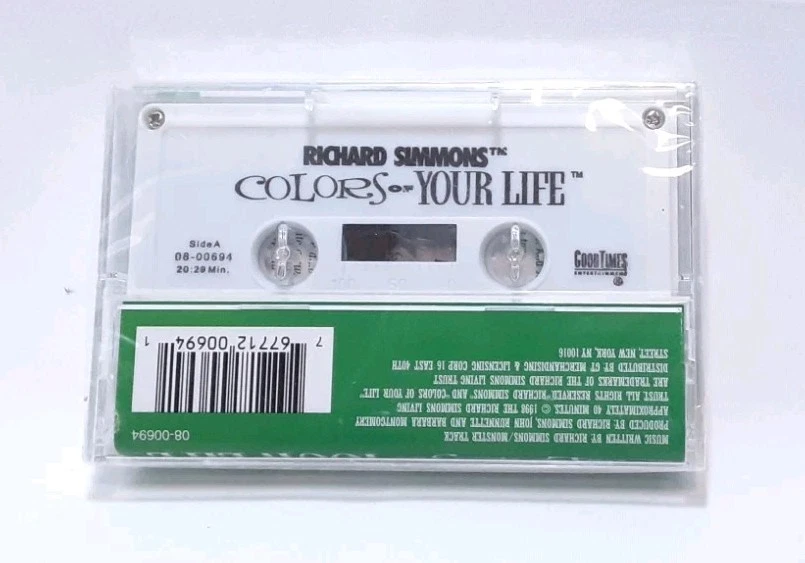 RICHARD SIMMONS™
COLORS OF YOUR LIFE™
Side A
08-00694
20:29 Min.
GOODTIMES
ENTERTAINMENT
MUSIC WRITTEN BY: RICHARD SIMMONS/MONSTER TRACK
PRODUCED BY: RICHARD SIMMONS JOHN RONNETTE AND BARBARA MONTGOMERY
APPROXIMATELY 40 MINUTES © 1998 THE RICHARD SIMMONS LIVING
TRUST ALL RIGHTS RESERVED "RICHARD SIMMONS" AND "COLORS OF YOUR LIFE"
ARE TRADEMARKS OF THE RICHARD SIMMONS LIVING TRUST
DISTRIBUTED BY GT MERCHANDISING & LICENSING CORP 16 EAST 40TH
STREET, NEW YORK, NY 10016
08-00694
7 67712 00694 1